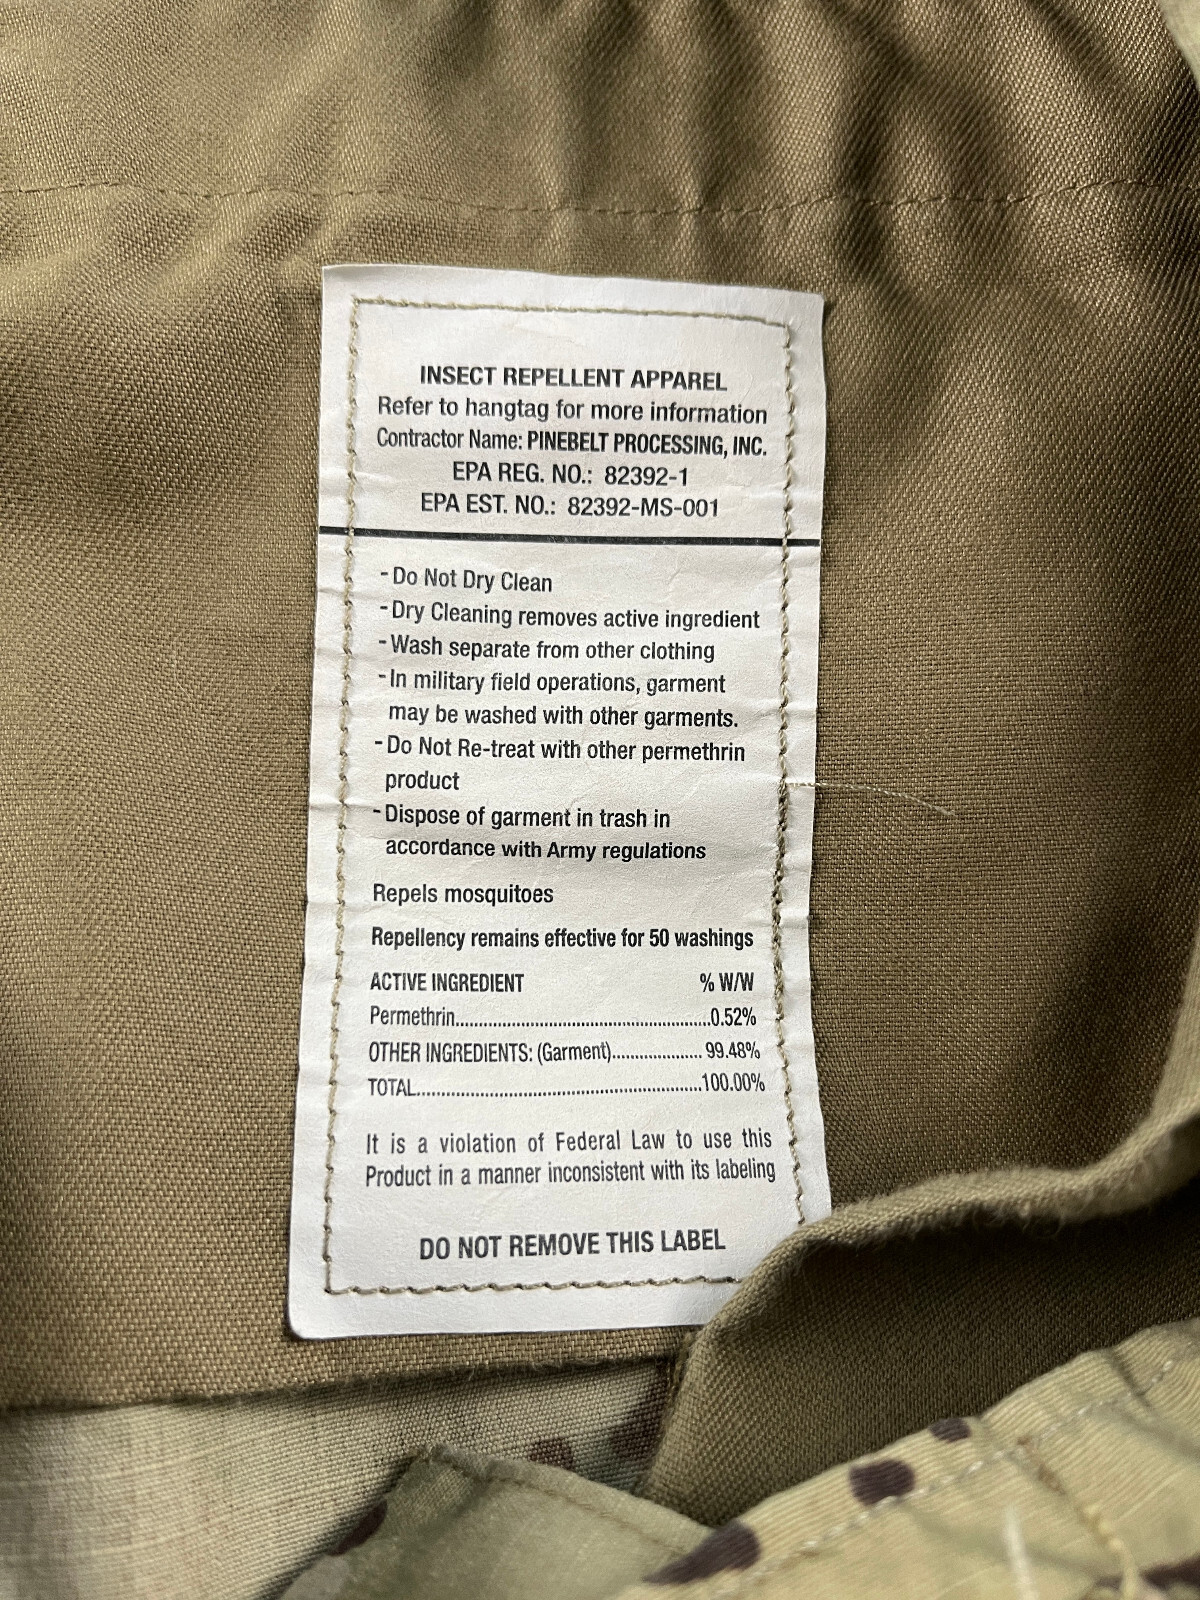 INSECT REPELLENT APPAREL
Refer to hangtag for more information
Contractor Name: PINEBELT PROCESSING, INC.
EPA REG. NO.: 82392-1
EPA EST. NO.: 82392-MS-001
-Do Not Dry Clean
-Dry Cleaning removes active ingredient
-Wash separate from other clothing
-In military field operations, garment
may be washed with other garments.
-Do Not Re-treat with other permethrin
product
-Dispose of garment in trash in
accordance with Army regulations
Repels mosquitoes
Repellency remains effective for 50 washings
ACTIVE INGREDIENT % W/W
Permethrin......................................................0.52%
OTHER INGREDIENTS: (Garment)................... 99.48%
TOTAL............................................................100.00%
It is a violation of Federal Law to use this
Product in a manner inconsistent with its labeling
DO NOT REMOVE THIS LABEL